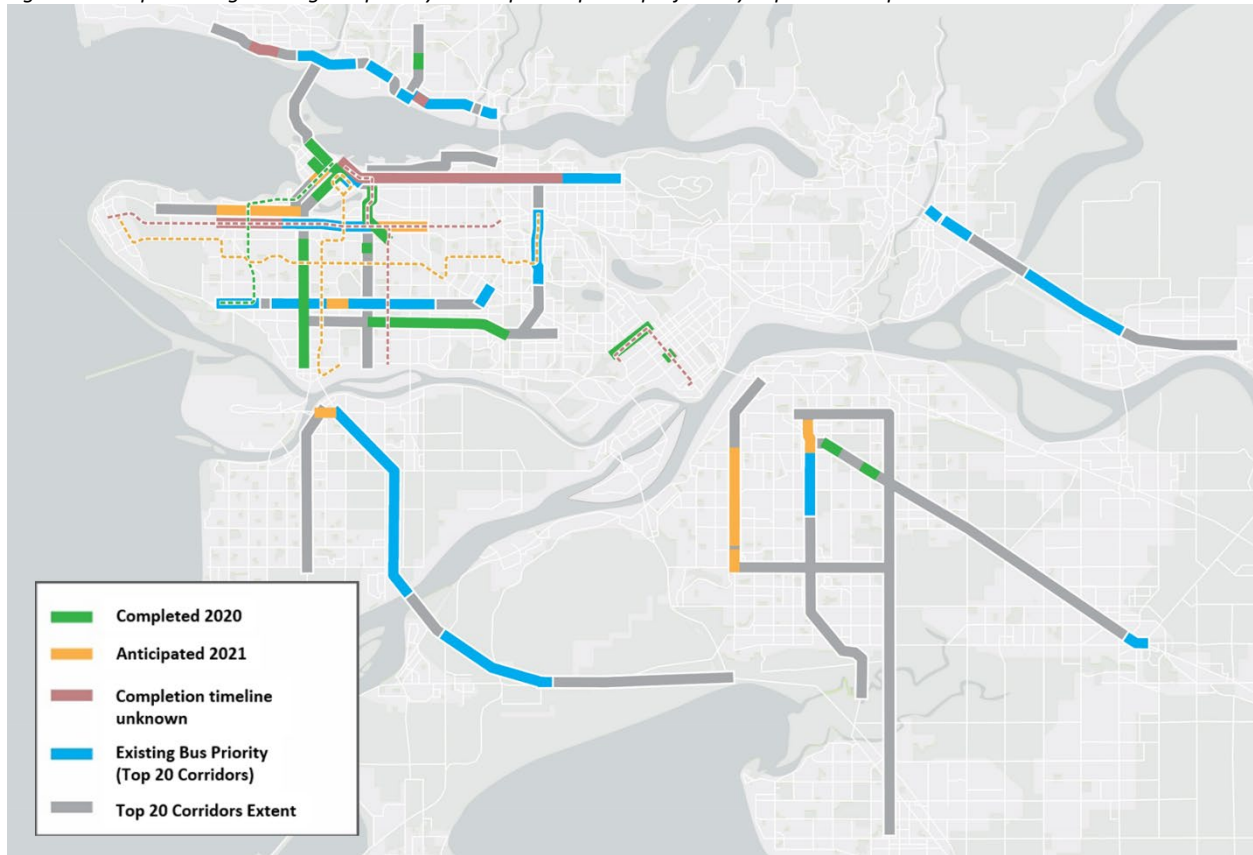 Completed 2020
Anticipated 2021
Completion timeline
unknown
Existing Bus Priority
(Top 20 Corridors)
Top 20 Corridors Extent